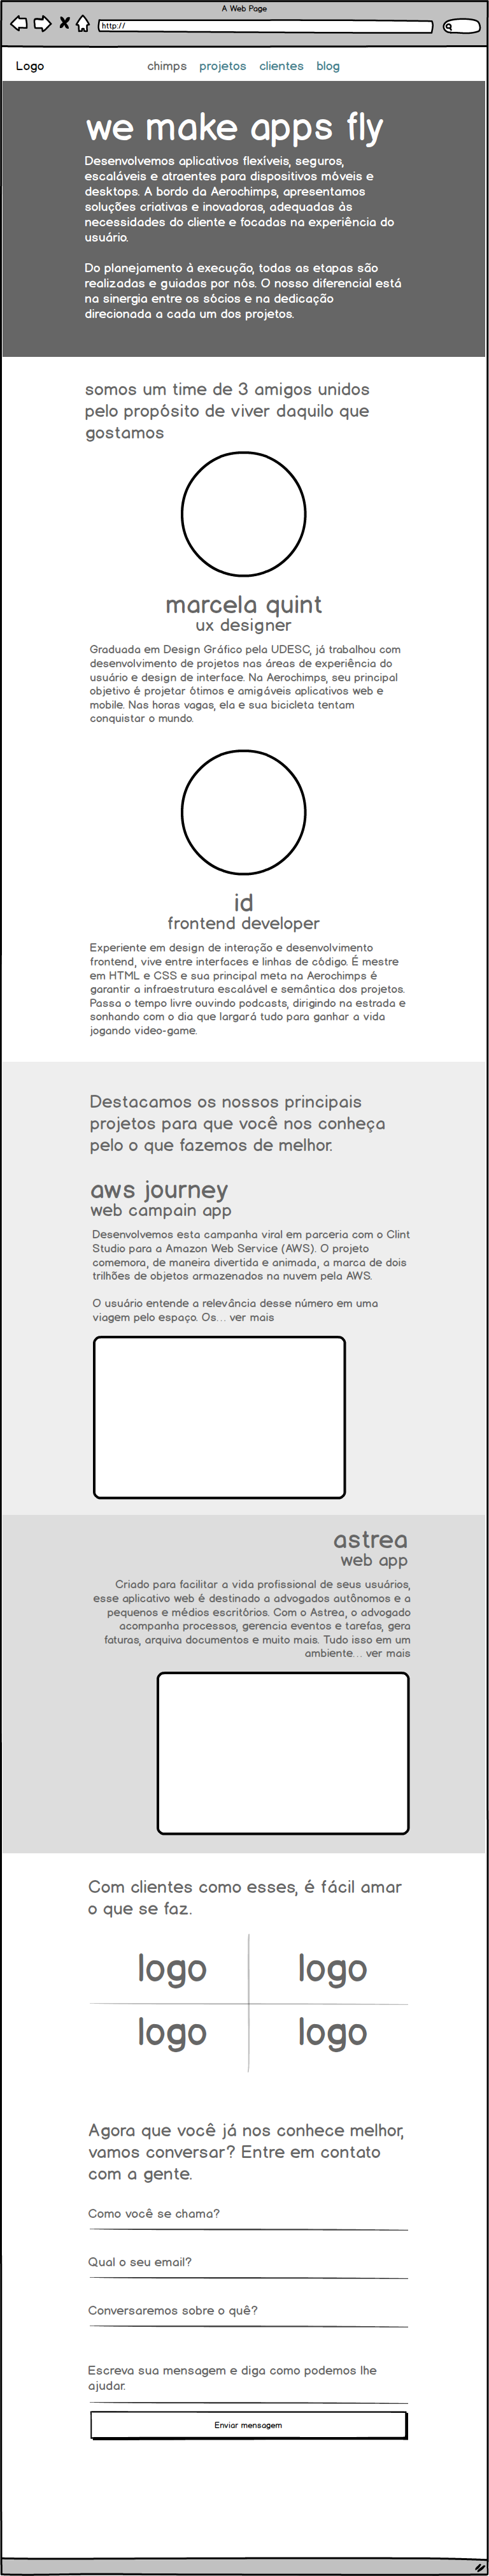 A Web Page
http://
Logo
chimps projetos clientes blog
we make apps fly
Desenvolvemos aplicativos flexíveis, seguros,
escaláveis e atraentes para dispositivos móveis e
desktops. A bordo da Aerochimps, apresentamos
soluções criativas e inovadoras, adequadas às
necessidades do cliente e focadas na experiência do
usuário.
Do planejamento à execução, todas as etapas são
realizadas e guiadas por nós. O nosso diferencial está
na sinergia entre os sócios e na dedicação
direcionada a cada um dos projetos.
somos um time de 3 amigos unidos
pelo propósito de viver daquilo que
gostamos
marcela quint
ux designer
Graduada em Design Gráfico pela UDESC, já trabalhou com
desenvolvimento de projetos nas áreas de experiência do
usuário e design de interface. Na Aerochimps, seu principal
objetivo é projetar ótimos e amigáveis aplicativos web e
mobile. Nas horas vagas, ela e sua bicicleta tentam
conquistar o mundo.
id
frontend developer
Experiente em design de interação e desenvolvimento
frontend, vive entre interfaces e linhas de código. É mestre
em HTML e CSS e sua principal meta na Aerochimps é
garantir a infraestrutura escalável e semântica dos projetos.
Passa o tempo livre ouvindo podcasts, dirigindo na estrada e
sonhando com o dia que largará tudo para ganhar a vida
jogando video-game.
Destacamos os nossos principais
projetos para que você nos conheça
pelo o que fazemos de melhor.
aws journey
web campain app
Desenvolvemos esta campanha viral em parceria com o Clint
Studio para a Amazon Web Service (AWS). O projeto
comemora, de maneira divertida e animada, a marca de dois
trilhões de objetos armazenados na nuvem pela AWS.
O usuário entende a relevância desse número em uma
viagem pelo espaço. Os... ver mais
astrea
web app
Criado para facilitar a vida profissional de seus usuários,
esse aplicativo web é destinado a advogados autônomos e a
pequenos e médios escritórios. Com o Astrea, o advogado
acompanha processos, gerencia eventos e tarefas, gera
faturas, arquiva documentos e muito mais. Tudo isso em um
ambiente... ver mais
Com clientes como esses, é fácil amar
o que se faz.
logo logo
logo logo
Agora que você já nos conhece melhor,
vamos conversar? Entre em contato
com a gente.
Como você se chama?
Qual o seu email?
Conversaremos sobre o quê?
Escreva sua mensagem e diga como podemos lhe
ajudar.
Enviar mensagem